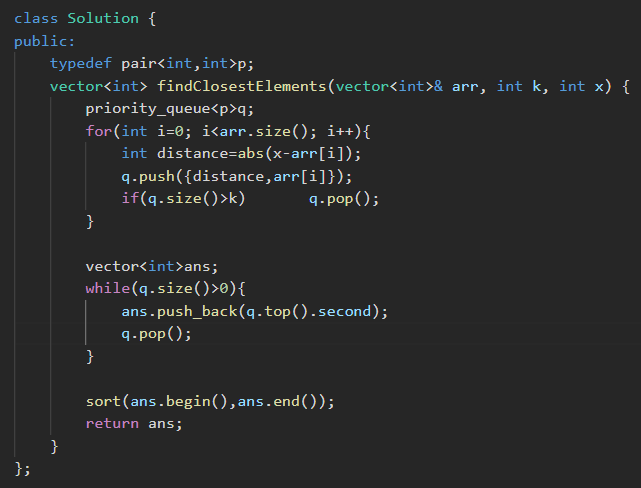 class Solution {
public:
    typedef pair<int,int>p;
    vector<int> findClosestElements(vector<int>& arr, int k, int x) {
        priority_queue<p>q;
        for(int i=0; i<arr.size(); i++){
            int distance=abs(x-arr[i]);
            q.push({distance,arr[i]});
            if(q.size()>k)       q.pop();
        }

        vector<int>ans;
        while(q.size()>0){
            ans.push_back(q.top().second);
            q.pop();
        }

        sort(ans.begin(),ans.end());
        return ans;
    }
};